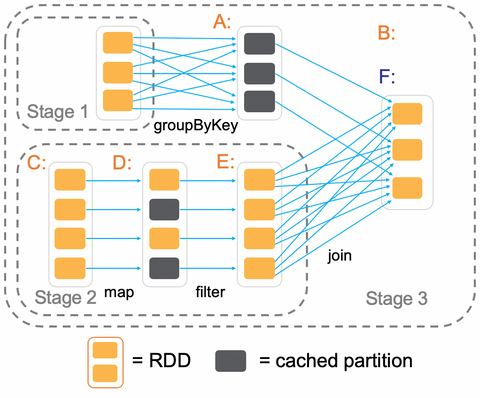 A:
B:
F:
Stage 1
groupByKey
C:
D:
E:
join
Stage 2
map
filter
Stage 3
= RDD
= cached partition